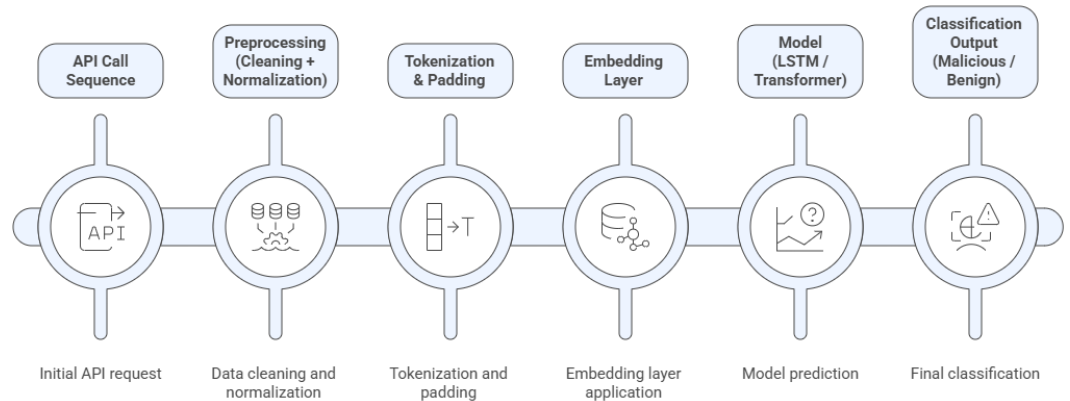 API Call
Sequence
Preprocessing
(Cleaning +
Normalization)
Tokenization
& Padding
Embedding
Layer
Model
(LSTM /
Transformer)
Classification
Output
(Malicious /
Benign)
API
T
?
Initial API request
Data cleaning and
normalization
Tokenization and
padding
Embedding layer
application
Model prediction
Final classification